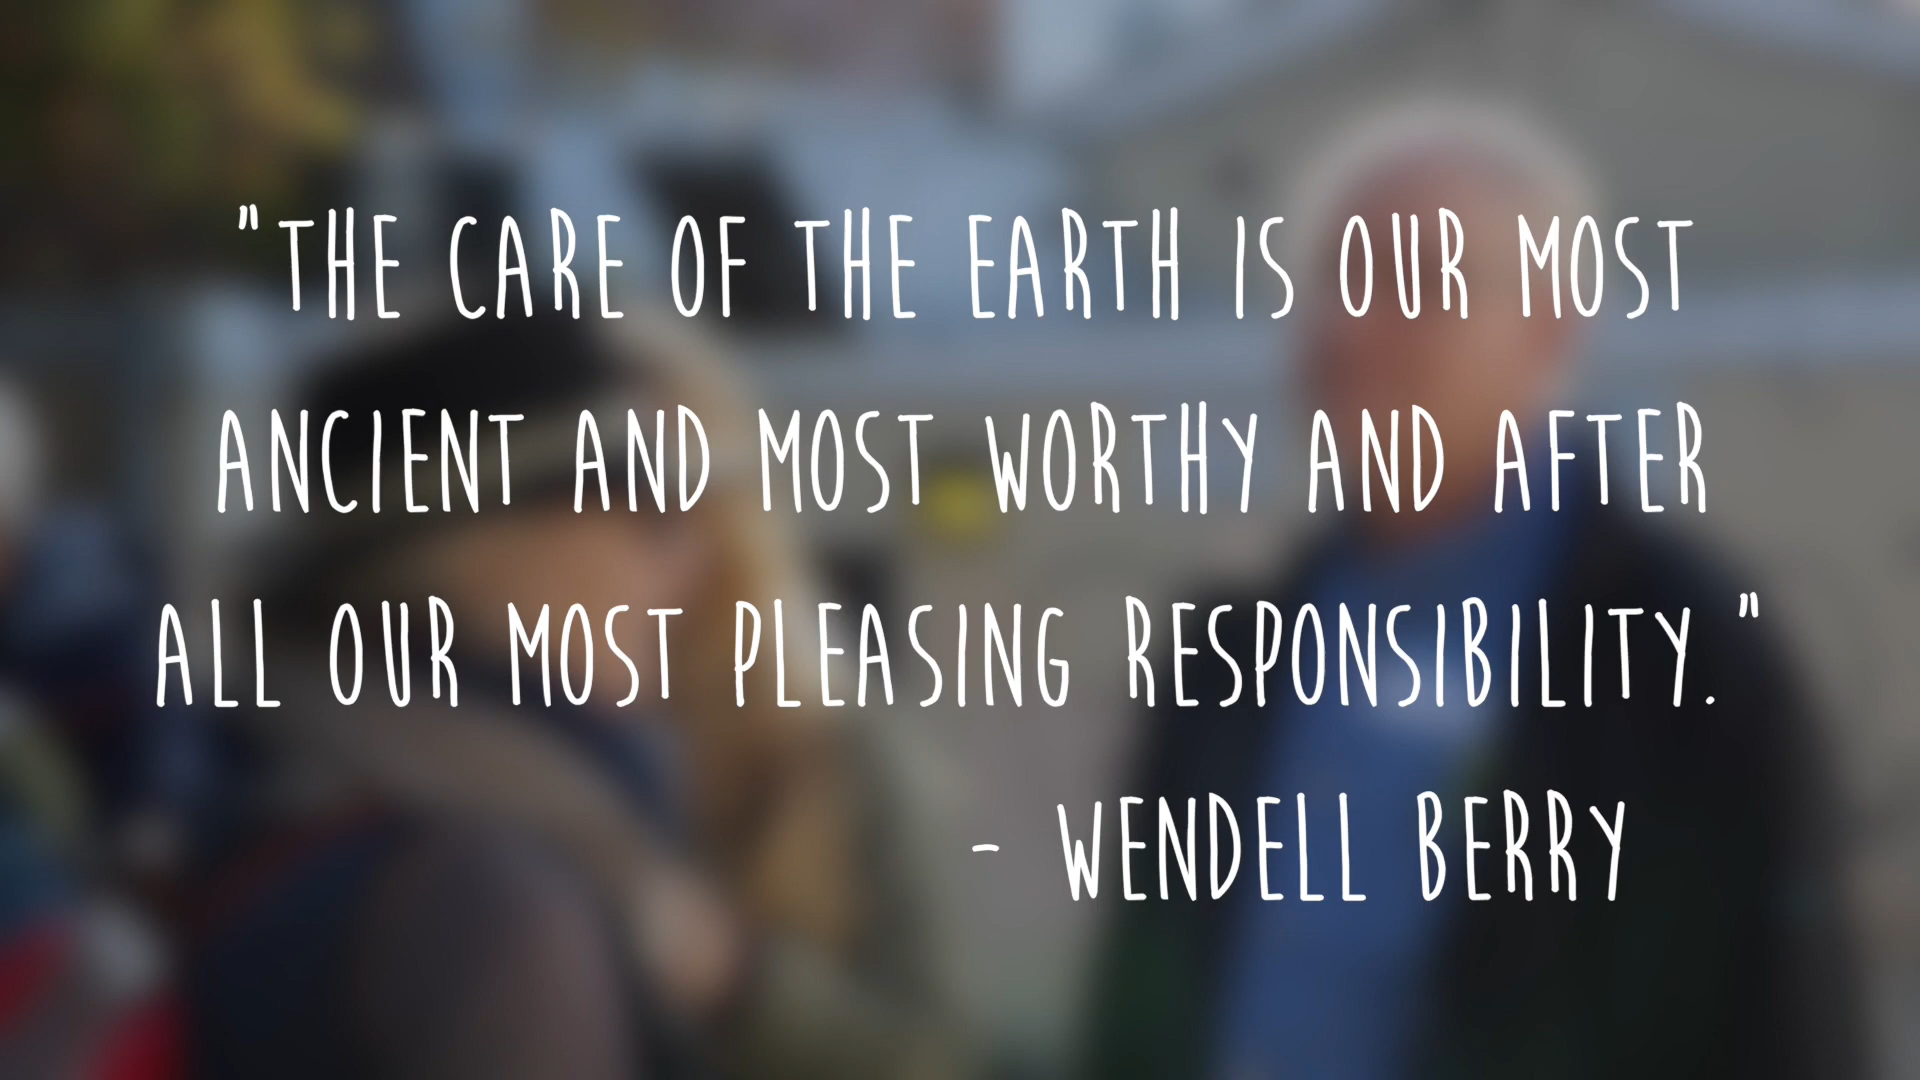 "THE CARE OF THE EARTH IS OUR MOST
ANCIENT AND MOST WORTHY AND AFTER
ALL OUR MOST PLEASING RESPONSIBILITY."
- WENDELL BERRY